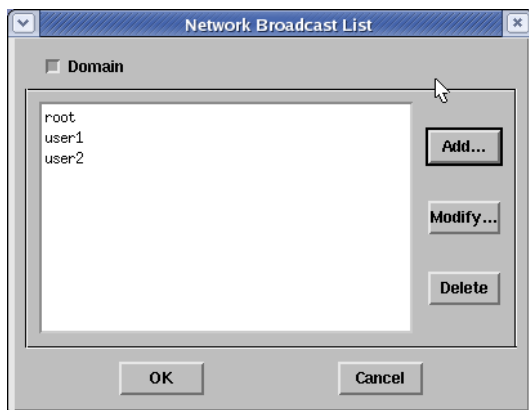 Network Broadcast List
Domain
root
user1
user2
Add...
Modify...
Delete
OK
Cancel